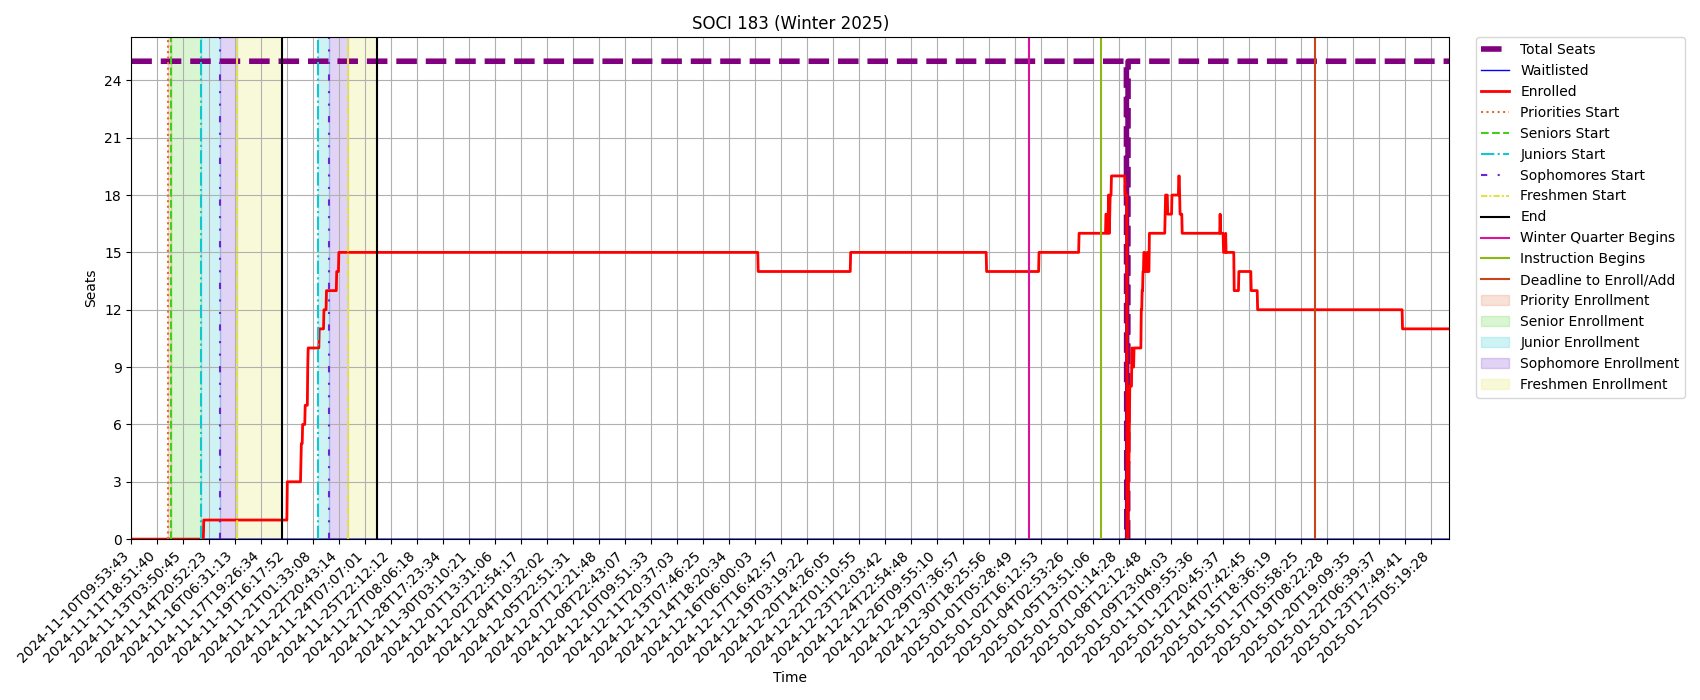 SOCI 183 (Winter 2025)
Seats
24
21
18
15
12
9
6
3
0
2024-11-10T09:53:43
2024-11-11T18:51:40
2024-11-13T03:50:45
2024-11-14T20:52:23
2024-11-16T06:31:13
2024-11-17T19:26:34
2024-11-19T16:17:52
2024-11-21T01:33:08
2024-11-22T20:43:14
2024-11-24T07:07:01
2024-11-25T22:12:12
2024-11-27T08:06:18
2024-11-28T17:23:34
2024-11-30T03:10:21
2024-12-01T13:31:06
2024-12-02T22:54:17
2024-12-04T10:32:02
2024-12-05T22:51:31
2024-12-07T12:21:48
2024-12-08T22:43:07
2024-12-10T09:51:33
2024-12-11T20:37:03
2024-12-13T07:46:25
2024-12-14T18:20:34
2024-12-16T06:00:03
2024-12-17T16:42:57
2024-12-19T03:19:22
2024-12-20T14:26:05
2024-12-22T01:10:55
2024-12-23T12:03:42
2024-12-24T22:54:48
2024-12-26T09:55:10
2024-12-29T07:36:57
2024-12-30T18:25:56
2025-01-01T05:28:49
2025-01-02T16:12:53
2025-01-04T02:53:26
2025-01-05T13:51:06
2025-01-07T01:14:28
2025-01-08T12:12:48
2025-01-09T23:04:03
2025-01-11T09:55:36
2025-01-12T20:45:37
2025-01-14T07:42:45
2025-01-15T18:36:19
2025-01-17T05:58:25
2025-01-19T08:22:28
2025-01-20T19:09:35
2025-01-22T06:39:37
2025-01-23T17:49:41
2025-01-25T05:19:28
Time
Total Seats
Waitlisted
Enrolled
Priorities Start
Seniors Start
Juniors Start
Sophomores Start
Freshmen Start
End
Winter Quarter Begins
Instruction Begins
Deadline to Enroll/Add
Priority Enrollment
Senior Enrollment
Junior Enrollment
Sophomore Enrollment
Freshmen Enrollment